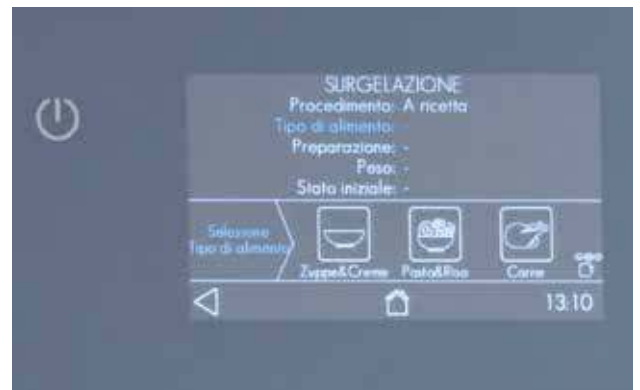 SURGELAZIONE
Procedimento: A ricetta
Tipo di alimento: -
Preparazione: -
Peso: -
Stato iniziale: -
Selezione
Tipo di alimento
Zuppe&Creme
Pasta&Riso
Carne
13:10